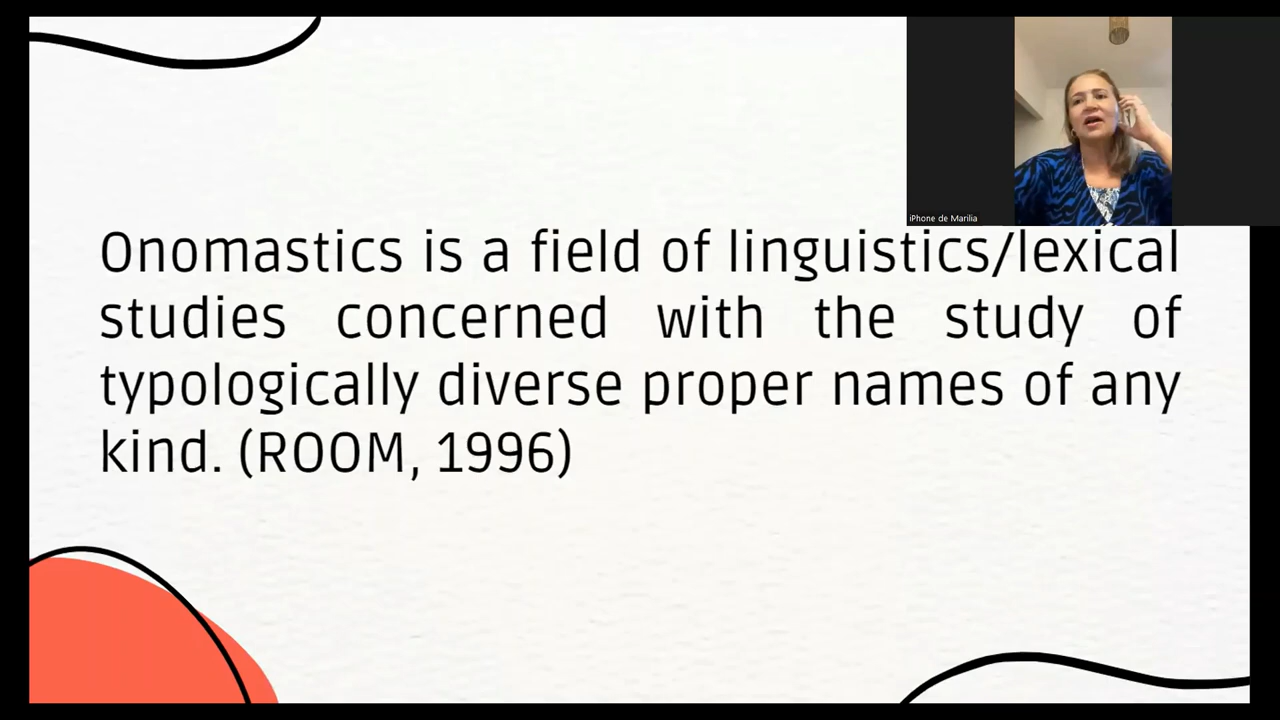 iPhone de Marilia
Onomastics is a field of linguistics/lexical
studies concerned with the study of
typologically diverse proper names of any
kind. (ROOM, 1996)